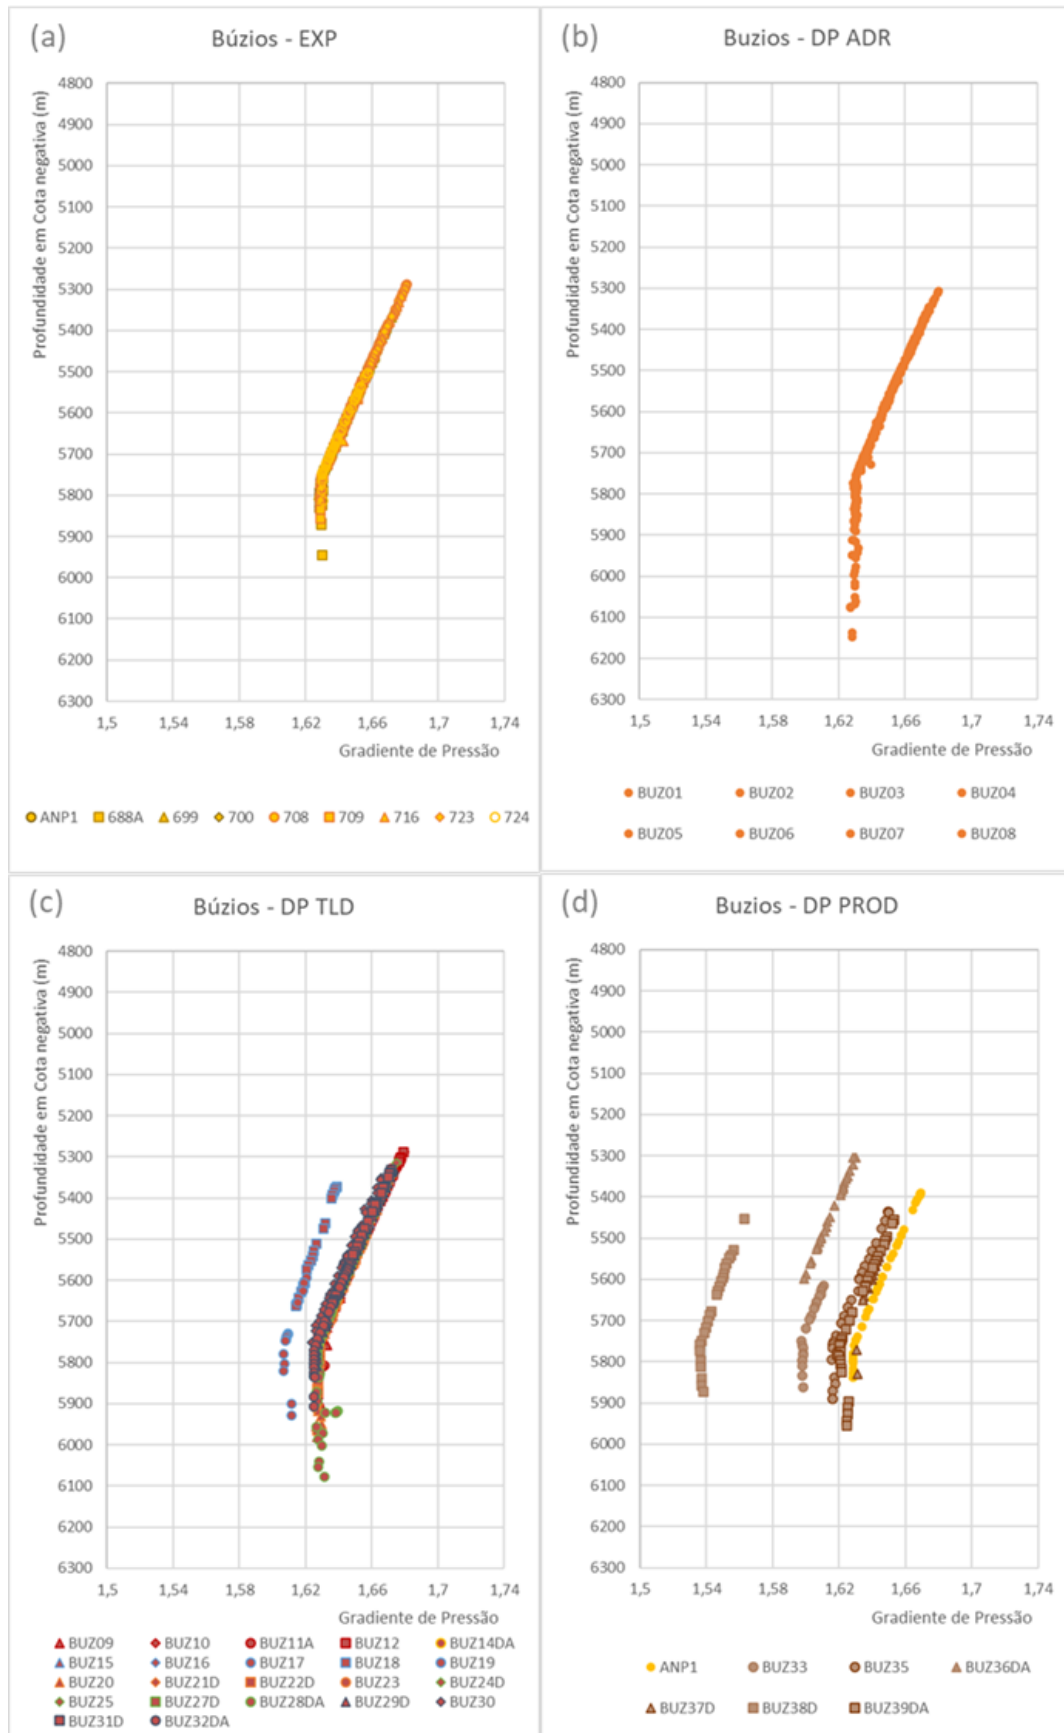 (a)
Búzios - EXP
Profundidade em Cota negativa (m)
4800
4900
5000
5100
5200
5300
5400
5500
5600
5700
5800
5900
6000
6100
6200
6300
1,5 1,54 1,58 1,62 1,66 1,7 1,74
Gradiente de Pressão
ANP1 688A 699 700 708 709 716 723 724
(b)
Buzios - DP ADR
Profundidade em Cota negativa (m)
4800
4900
5000
5100
5200
5300
5400
5500
5600
5700
5800
5900
6000
6100
6200
6300
1,5 1,54 1,58 1,62 1,66 1,7 1,74
Gradiente de Pressão
BUZ01 BUZ02 BUZ03 BUZ04
BUZ05 BUZ06 BUZ07 BUZ08
(c)
Búzios - DP TLD
Profundidade em Cota negativa (m)
4800
4900
5000
5100
5200
5300
5400
5500
5600
5700
5800
5900
6000
6100
6200
6300
1,5 1,54 1,58 1,62 1,66 1,7 1,74
Gradiente de Pressão
BUZ09 BUZ10 BUZ11A BUZ12 BUZ14DA
BUZ15 BUZ16 BUZ17 BUZ18 BUZ19
BUZ20 BUZ21D BUZ22D BUZ23 BUZ24D
BUZ25 BUZ27D BUZ28DA BUZ29D BUZ30
BUZ31D BUZ32DA
(d)
Buzios - DP PROD
Profundidade em Cota negativa (m)
4800
4900
5000
5100
5200
5300
5400
5500
5600
5700
5800
5900
6000
6100
6200
6300
1,5 1,54 1,58 1,62 1,66 1,7 1,74
Gradiente de Pressão
ANP1 BUZ33 BUZ35 BUZ36DA
BUZ37D BUZ38D BUZ39DA